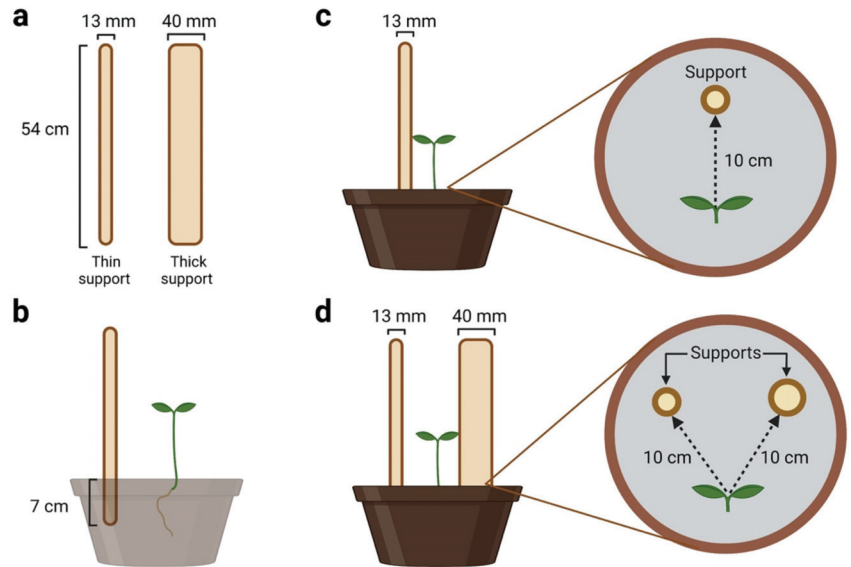 a
13 mm 40 mm
54 cm
Thin
support
Thick
support
b
7 cm
c
13 mm
Support
10 cm
d
13 mm 40 mm
Supports
10 cm 10 cm